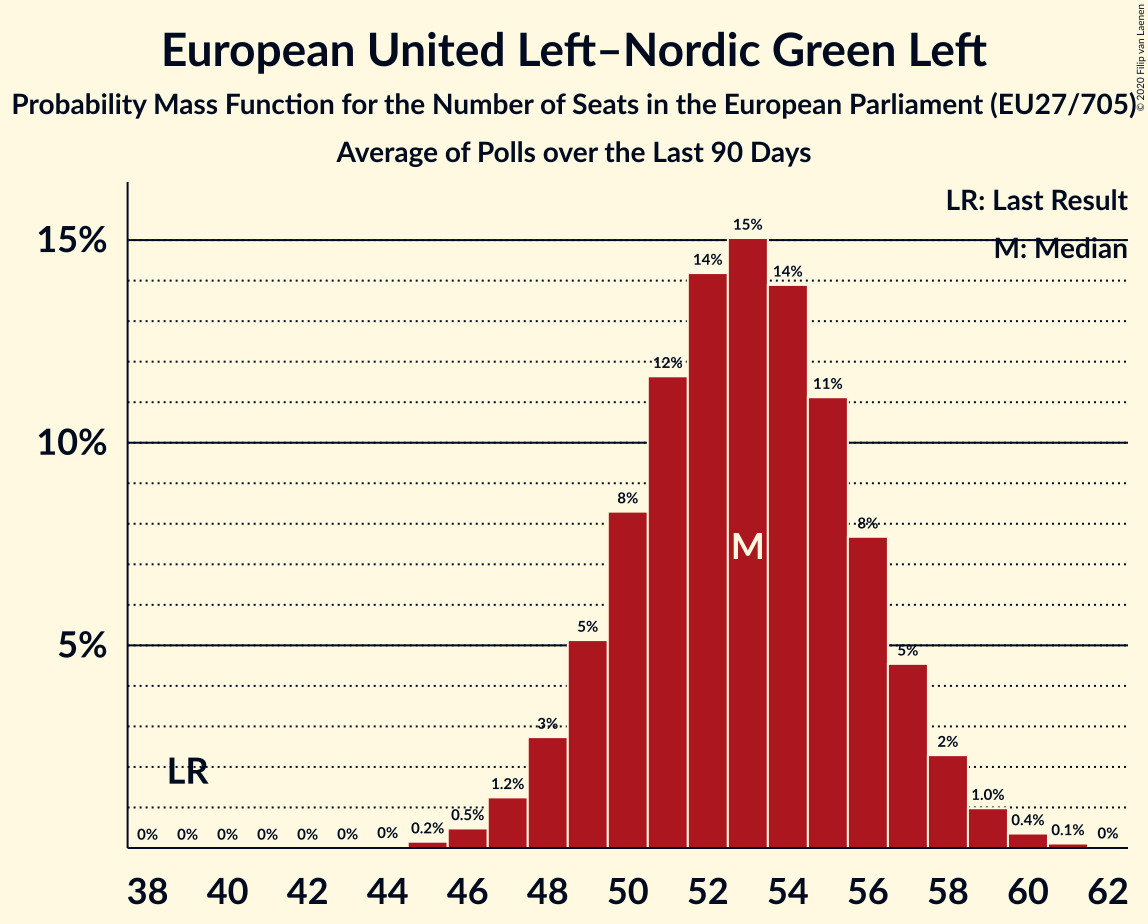 European United Left–Nordic Green Left
Probability Mass Function for the Number of Seats in the European Parliament (EU27/705)
Average of Polls over the Last 90 Days
© 2020 Filip van Laenen
LR: Last Result
M: Median
15%
10%
5%
0% 0% 0% 0% 0% 0% 0% 0.2% 0.5% 1.2% 3% 5% 8% 12% 14% 15% 14% 11% 8% 5% 2% 1.0% 0.4% 0.1% 0%
LR
M
38 40 42 44 46 48 50 52 54 56 58 60 62